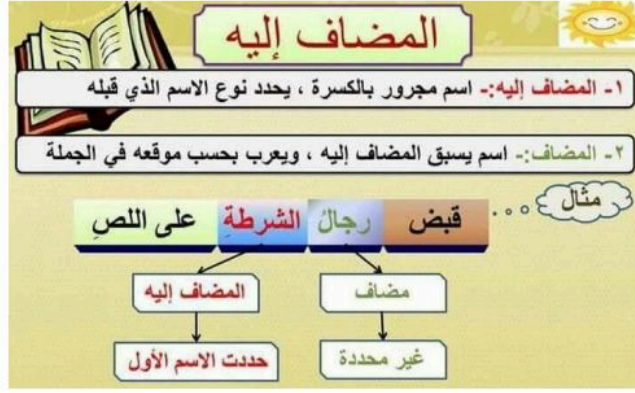 المضاف إليه
١- المضاف إليه:- اسم مجرور بالكسرة ، يحدد نوع الاسم الذي قبله
٢- المضاف:- اسم يسبق المضاف إليه ، ويعرب بحسب موقعه في الجملة
مثال
قبض رجالُ الشرطةِ على اللصِ
مضاف المضاف إليه
غير محددة حددت الاسم الأول